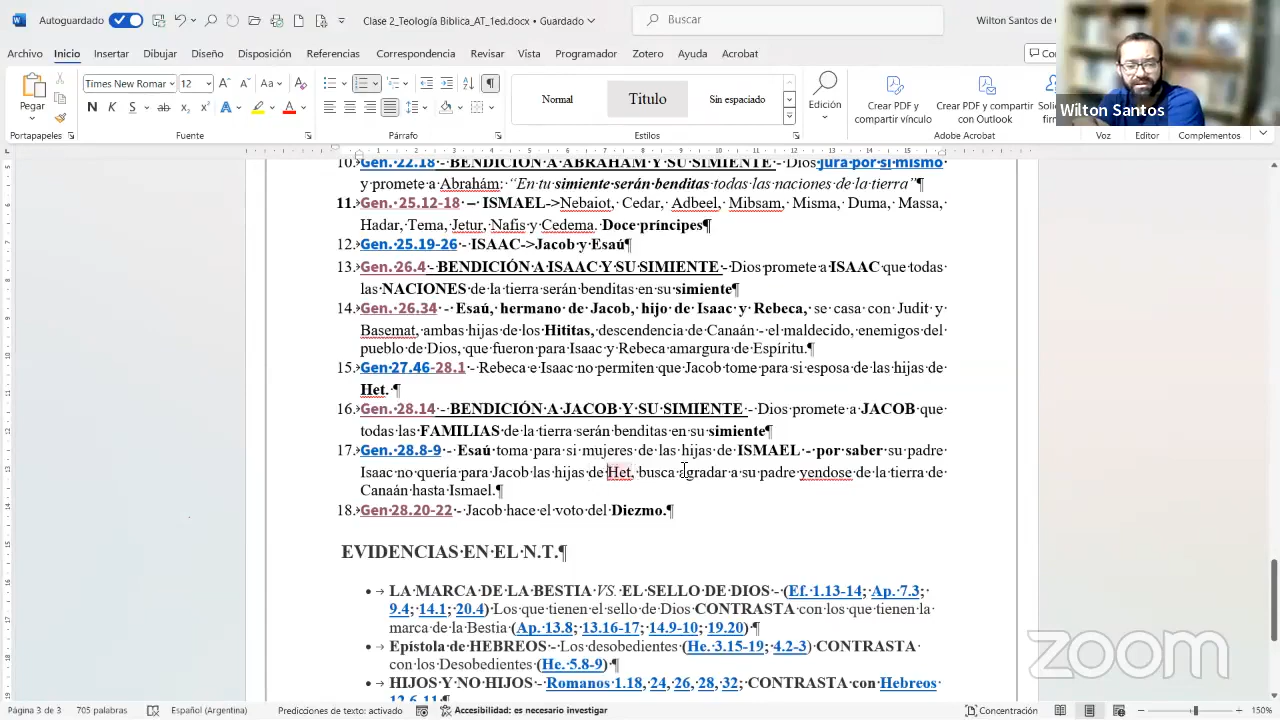 Autoguardado
Clase 2_Teología Biblica_AT_1ed.docx • Guardado
Buscar
Wilton Santos de
Archivo Inicio Insertar Dibujar Diseño Disposición Referencias Correspondencia Revisar Vista Programador Zotero Ayuda Acrobat
Wilton Santos
Pegar
Times New Roman 12
N K S ab
Normal
Título
Sin espaciado
Edición
Crear PDF y compartir vínculo
Crear PDF y compartir con Outlook
Portapapeles Fuente Párrafo Estilos Adobe Acrobat Voz Editor Complementos
10. Gen. 22.18 - BENDICIÓN A ABRAHAM Y SU SIMIENTE - Dios jura por si mismo
y promete a Abrahám: “En tu simiente serán benditas todas las naciones de la tierra”¶
11. Gen. 25.12-18 – ISMAEL->Nebaiot, Cedar, Adbeel, Mibsam, Misma, Duma, Massa,
Hadar, Tema, Jetur, Nafis y Cedema. Doce príncipes¶
12. Gen. 25.19-26 - ISAAC->Jacob y Esaú¶
13. Gen. 26.4 - BENDICIÓN A ISAAC Y SU SIMIENTE - Dios promete a ISAAC que todas
las NACIONES de la tierra serán benditas en su simiente¶
14. Gen. 26.34 - Esaú, hermano de Jacob, hijo de Isaac y Rebeca, se casa con Judit y
Basemat, ambas hijas de los Hititas, descendencia de Canaán - el maldecido, enemigos del
pueblo de Dios, que fueron para Isaac y Rebeca amargura de Espíritu.¶
15. Gen 27.46-28.1 - Rebeca e Isaac no permiten que Jacob tome para si esposa de las hijas de
Het. ¶
16. Gen. 28.14 - BENDICIÓN A JACOB Y SU SIMIENTE - Dios promete a JACOB que
todas las FAMILIAS de la tierra serán benditas en su simiente¶
17. Gen. 28.8-9 - Esaú toma para si mujeres de las hijas de ISMAEL - por saber su padre
Isaac no quería para Jacob las hijas de Het, busca agradar a su padre yendose de la tierra de
Canaán hasta Ismael.¶
18. Gen 28.20-22 - Jacob hace el voto del Diezmo.¶
EVIDENCIAS EN EL N.T.¶
• LA MARCA DE LA BESTIA VS. EL SELLO DE DIOS - (Ef. 1.13-14; Ap. 7.3;
9.4; 14.1; 20.4) Los que tienen el sello de Dios CONTRASTA con los que tienen la
marca de la Bestia (Ap. 13.8; 13.16-17; 14.9-10; 19.20) ¶
• Epístola de HEBREOS - Los desobedientes (He. 3.15-19; 4.2-3) CONTRASTA
con los Desobedientes (He. 5.8-9) ¶
• HIJOS Y NO HIJOS - Romanos 1.18, 24, 26, 28, 32; CONTRASTA con Hebreos
12.6-11 ¶
zoom
Página 3 de 3 705 palabras Español (Argentina) Predicciones de texto: activado Accesibilidad: es necesario investigar Concentración 150%